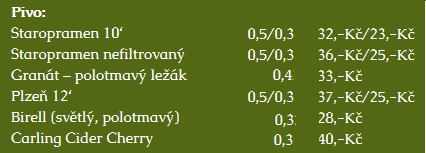 Pivo:
Staropramen 10‘ 0,5/0,3 32,-Kč/23,-Kč
Staropramen nefiltrovaný 0,5/0,3 36,-Kč/25,-Kč
Granát – polotmavý ležák 0,4 33,-Kč
Plzeň 12‘ 0,5/0,3 37,-Kč/25,-Kč
Birell (světlý, polotmavý) 0,3 28,-Kč
Carling Cider Cherry 0,3 40,-Kč